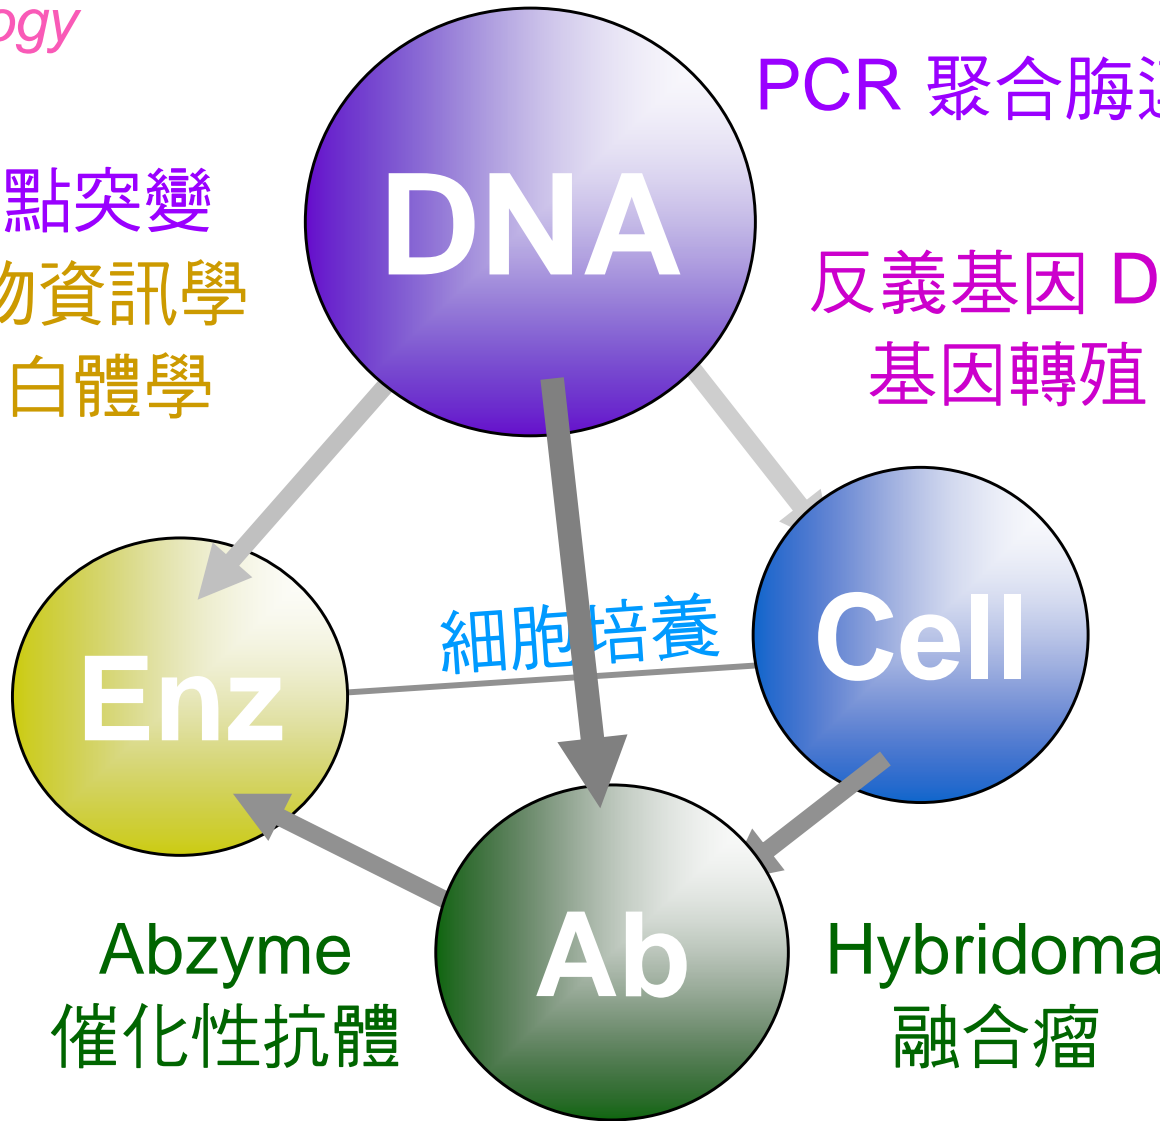 ogy
DNA
PCR 聚合脢
點突變
物資訊學
白體學
反義基因 D
基因轉殖
細胞培養
Cell
Enz
Ab
Abzyme
催化性抗體
Hybridoma
融合瘤